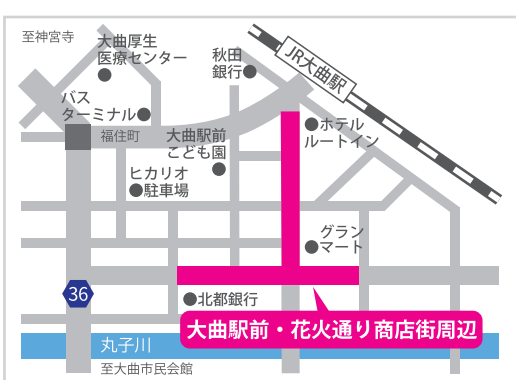 至神宮寺
大曲厚生
医療センター
秋田
銀行
JR大曲駅
バス
ターミナル
福住町
大曲駅前
こども園
ホテル
ルートイン
ヒカリオ
駐車場
グラン
マート
36
北都銀行
大曲駅前・花火通り商店街周辺
丸子川
至大曲市民会館